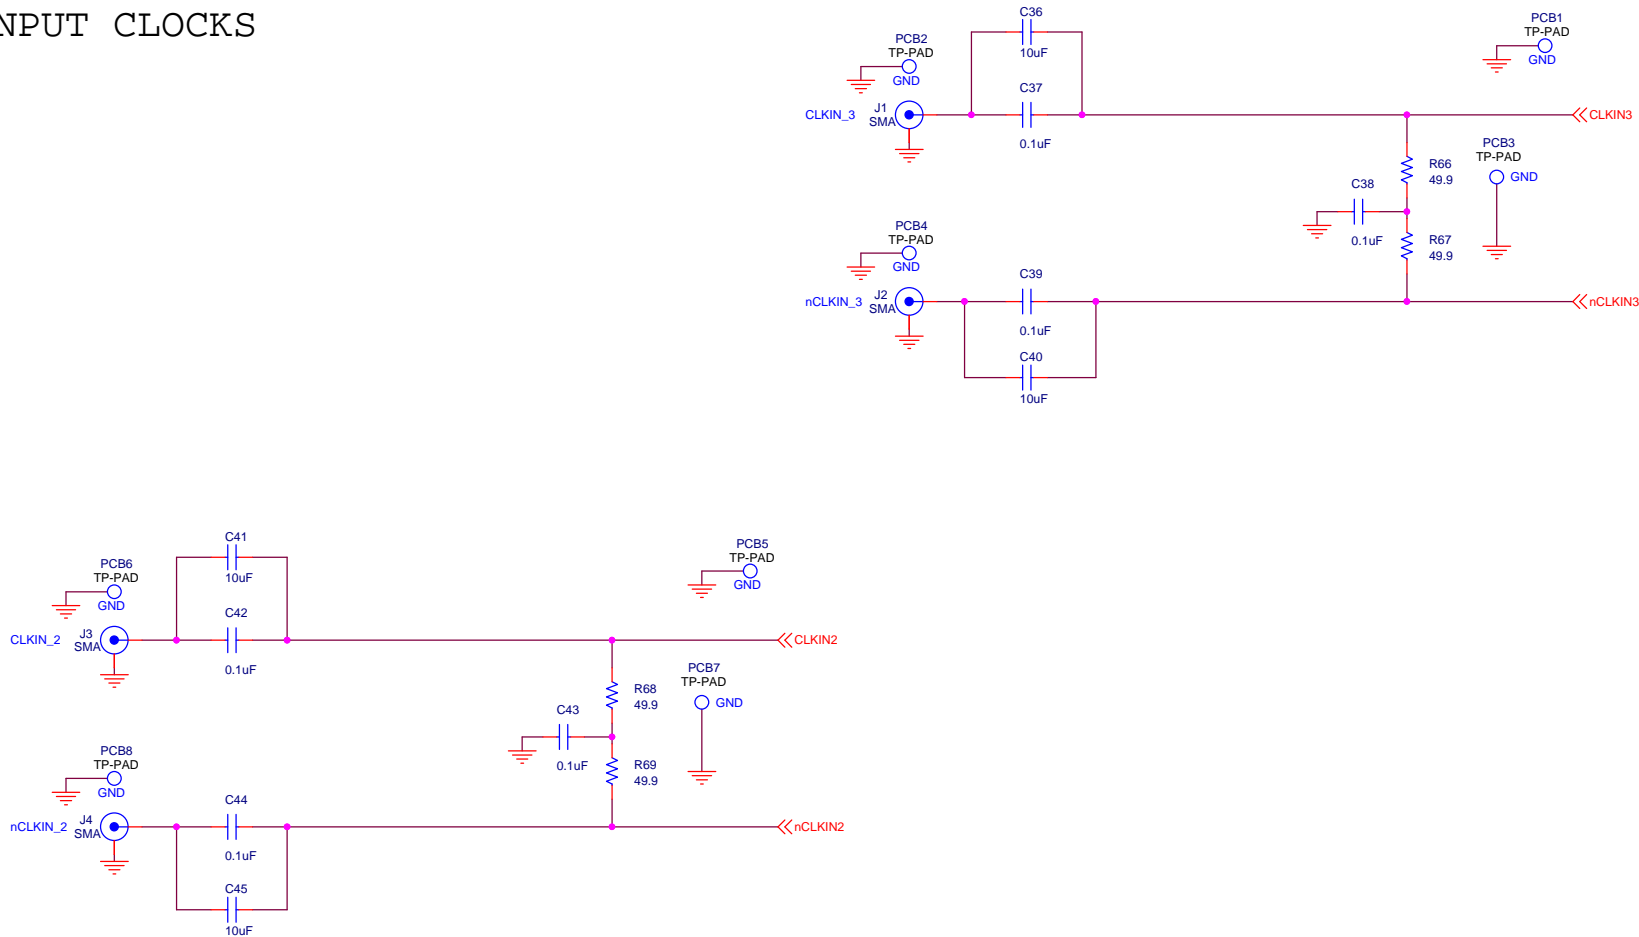 NPUT CLOCKS
C36
10uF
PCB2
TP-PAD
GND
PCB1
TP-PAD
GND
C37
0.1uF
CLKIN_3
J1
SMA
CLKIN3
PCB3
TP-PAD
GND
R66
49.9
C38
0.1uF
R67
49.9
PCB4
TP-PAD
GND
C39
0.1uF
nCLKIN_3
J2
SMA
nCLKIN3
C40
10uF
C41
10uF
PCB6
TP-PAD
GND
PCB5
TP-PAD
GND
C42
0.1uF
CLKIN_2
J3
SMA
CLKIN2
PCB7
TP-PAD
GND
R68
49.9
C43
0.1uF
R69
49.9
PCB8
TP-PAD
GND
C44
0.1uF
nCLKIN_2
J4
SMA
nCLKIN2
C45
10uF